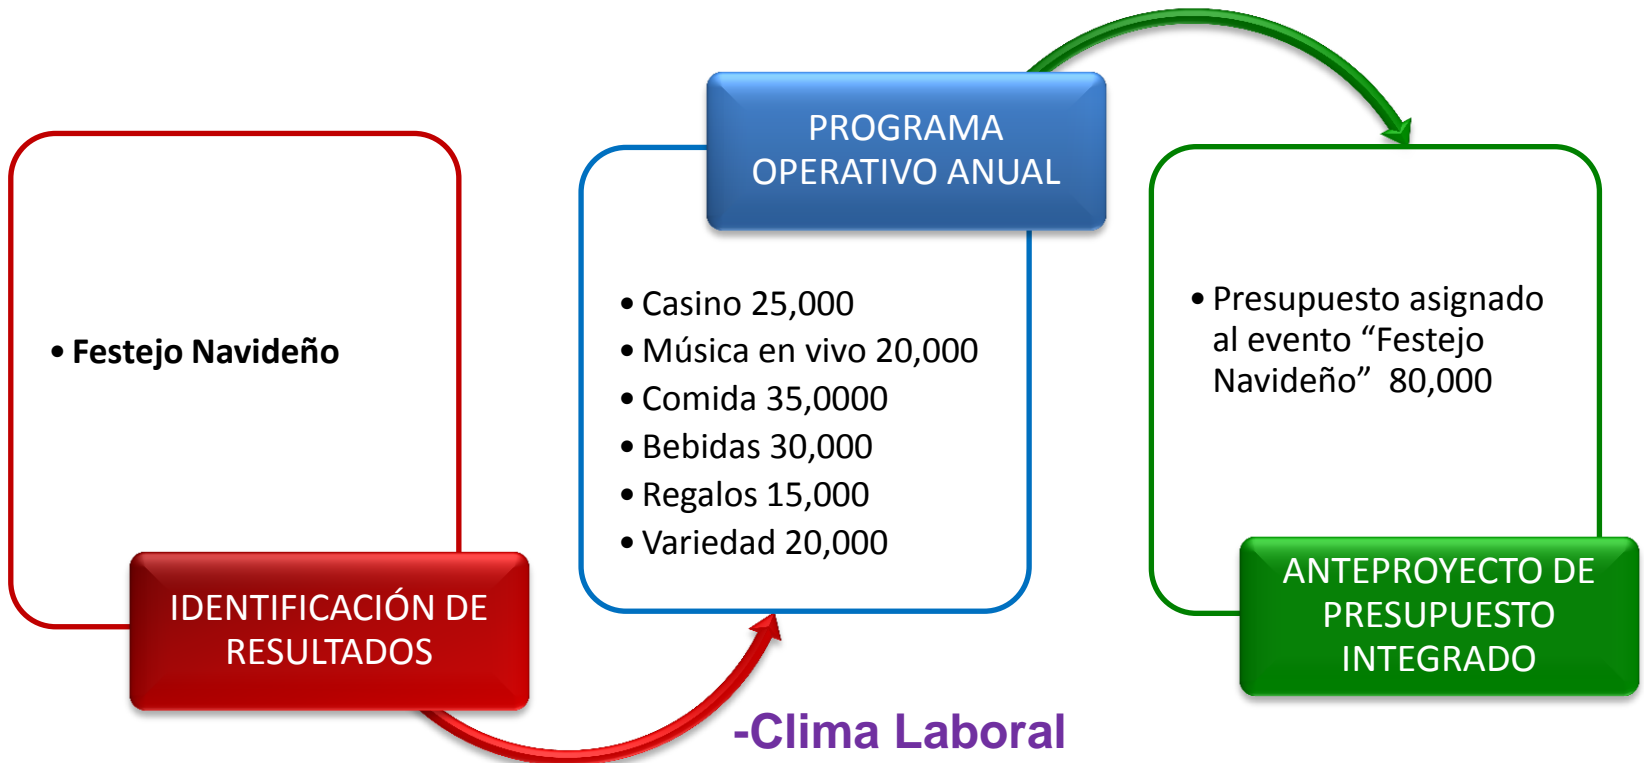 • Festejo Navideño
IDENTIFICACIÓN DE
RESULTADOS
PROGRAMA
OPERATIVO ANUAL
• Casino 25,000
• Música en vivo 20,000
• Comida 35,0000
• Bebidas 30,000
• Regalos 15,000
• Variedad 20,000
-Clima Laboral
• Presupuesto asignado
al evento “Festejo
Navideño”  80,000
ANTEPROYECTO DE
PRESUPUESTO
INTEGRADO